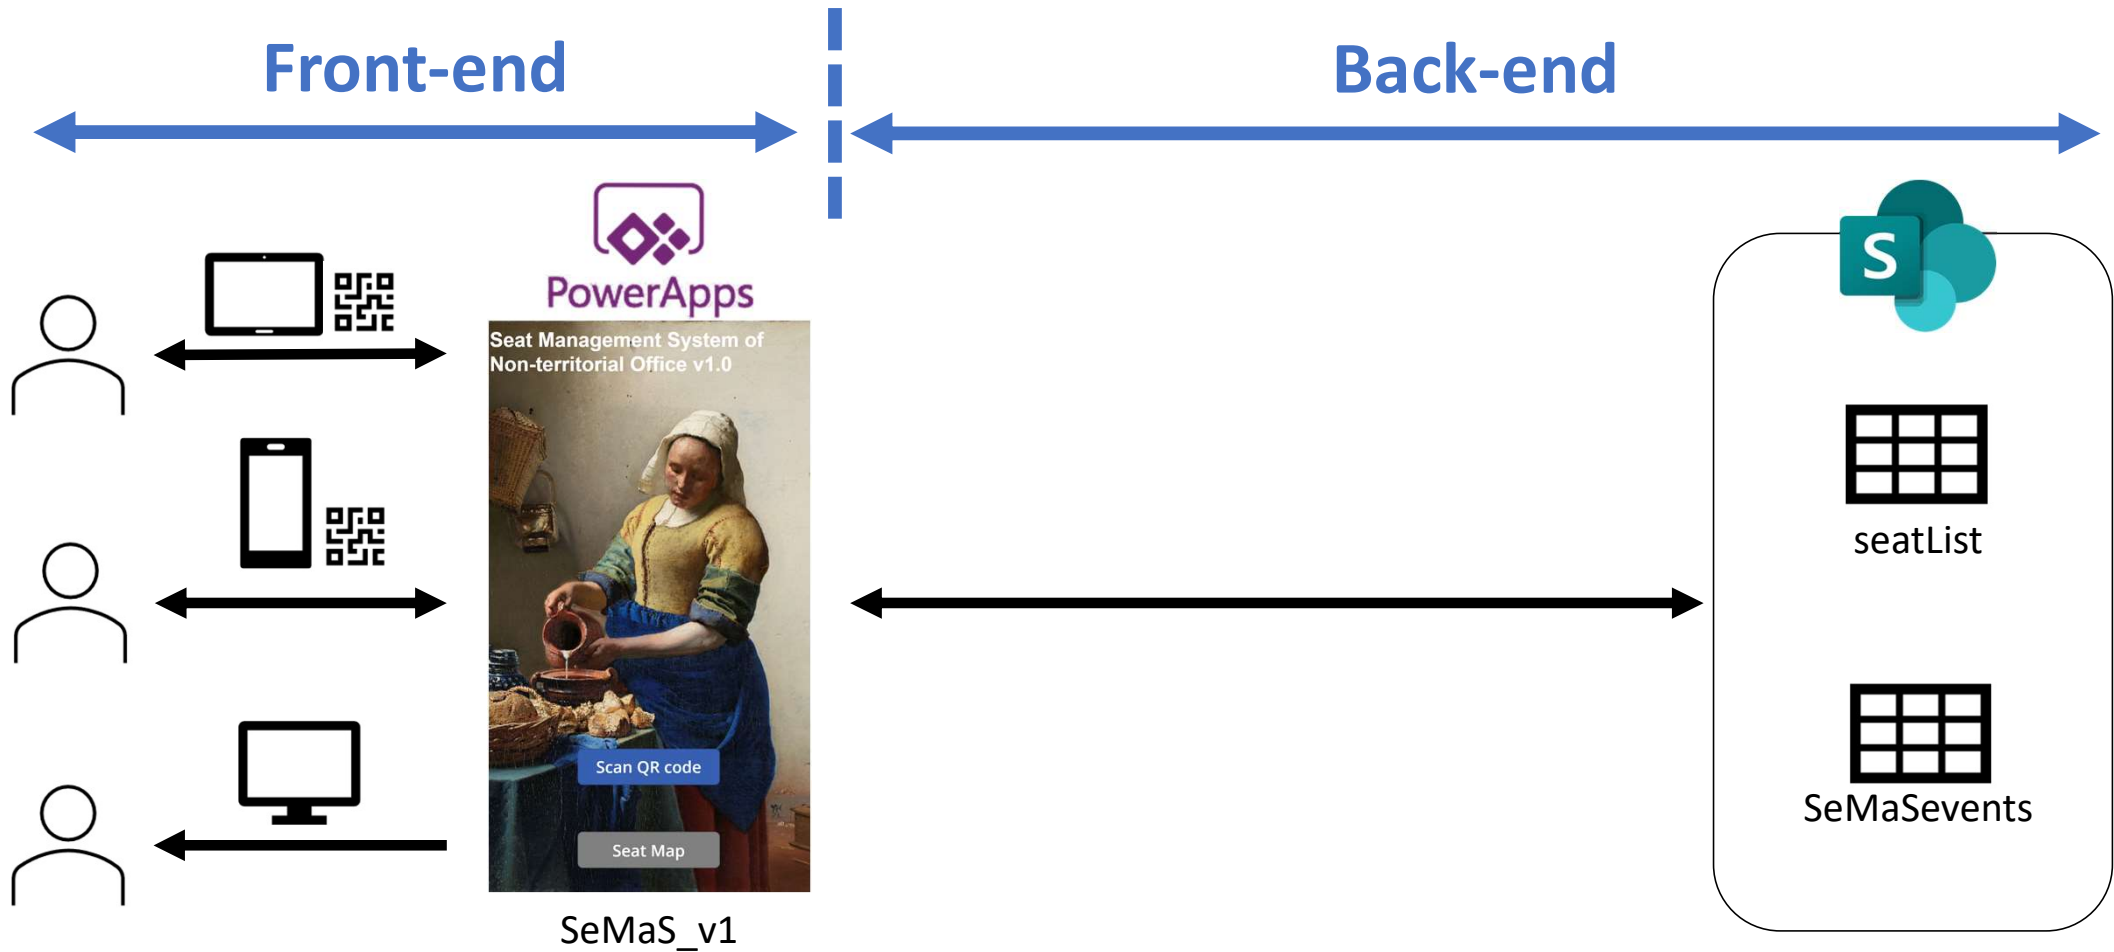 Front-end
Back-end
PowerApps
S
Seat Management System of
Non-territorial Office v1.0
Scan QR code
Seat Map
SeMaS_v1
seatList
SeMaSevents